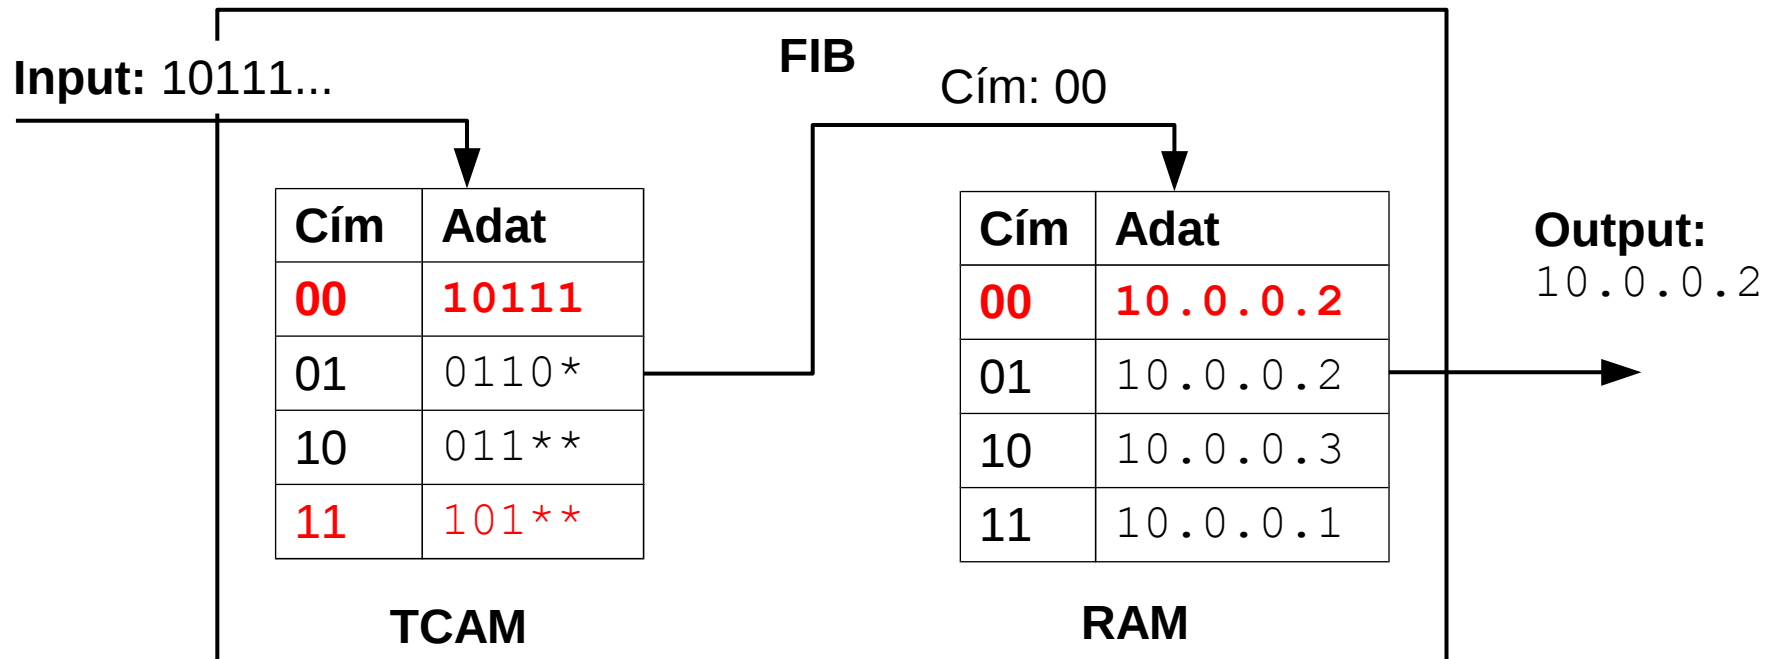 FIB
Input: 10111...
Cím: 00
Cím Adat
00 10111
01 0110*
10 011**
11 101**
TCAM
Cím Adat
00 10.0.0.2
01 10.0.0.2
10 10.0.0.3
11 10.0.0.1
RAM
Output:
10.0.0.2